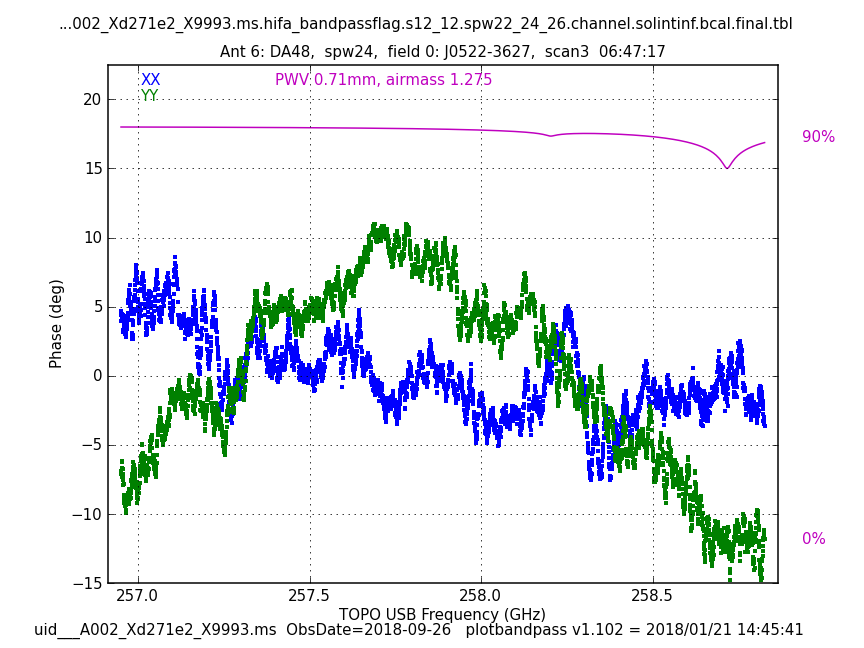 ...002_Xd271e2_X9993.ms.hifa_bandpassflag.s12_12.spw22_24_26.channel.solintinf.bcal.final.tbl
Ant 6: DA48,  spw24,  field 0: J0522-3627,  scan3  06:47:17
XX
PWV 0.71mm, airmass 1.275
YY
20
15
10
5
0
−5
−10
−15
90%
0%
Phase (deg)
257.0
257.5
258.0
258.5
TOPO USB Frequency (GHz)
uid___A002_Xd271e2_X9993.ms  ObsDate=2018-09-26   plotbandpass v1.102 = 2018/01/21 14:45:41